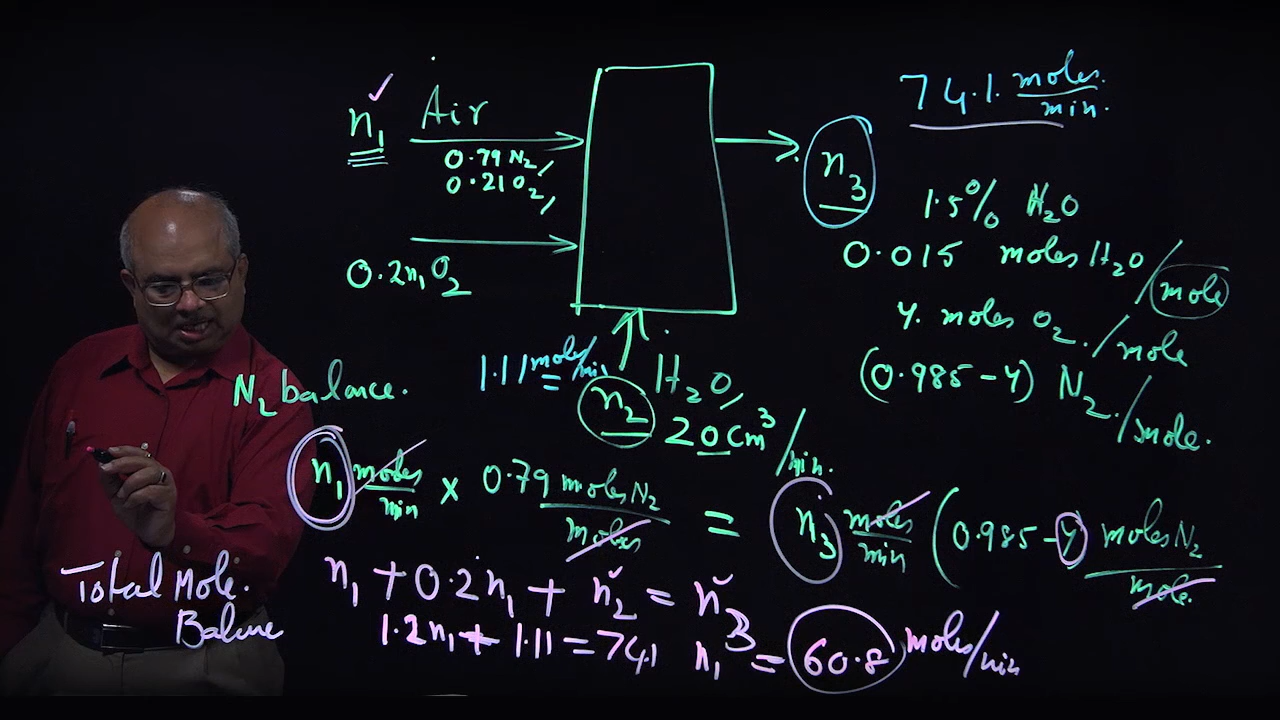 n₁ ✓ Air
0.79 N₂,
0.21 O₂,
0.2n₁ O₂
n₃
74.1 moles/min.
1.5% H₂O
0.015 moles H₂O/mole
y. moles O₂./mole
(0.985-y) N₂./mole.
1.11 moles/min
n₂ H₂O,
20 cm³/min.
N₂ balance.
n₁ moles/min x 0.79 moles N₂/moles = n₃ moles/min (0.985-y) moles N₂/mole.
Total Mole. Balance
n₁ + 0.2n₁ + n₂ = n₃
1.2n₁ + 1.11 = 74.1 n₁ = 60.8 moles/min